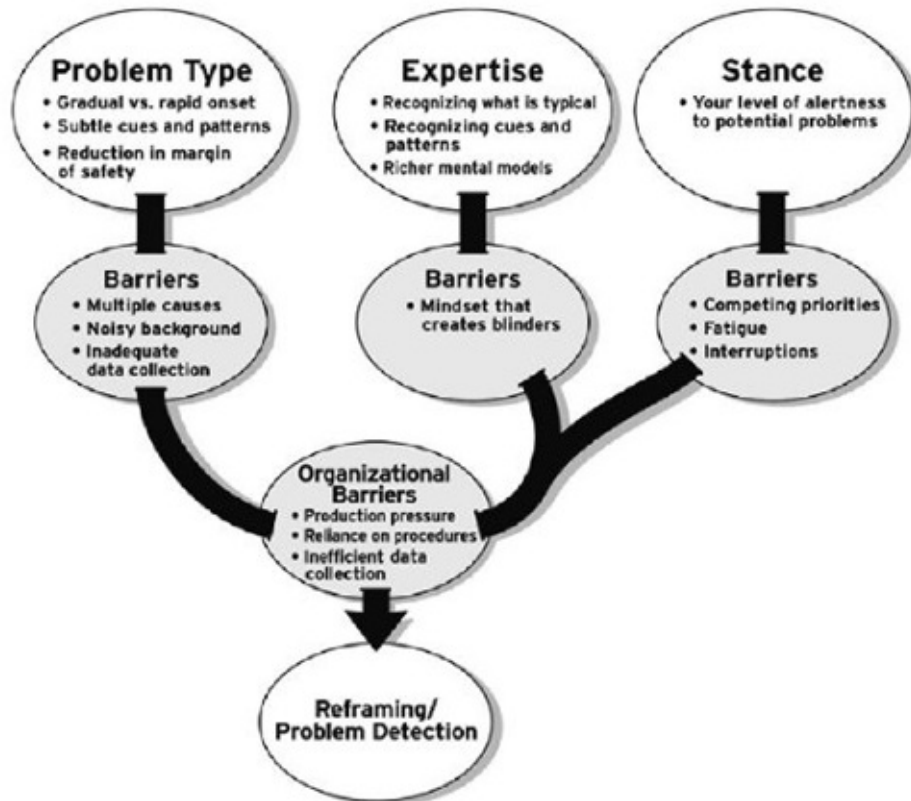 Problem Type
• Gradual vs. rapid onset
• Subtle cues and patterns
• Reduction in margin
of safety
Expertise
• Recognizing what is typical
• Recognizing cues and
patterns
• Richer mental models
Stance
• Your level of alertness
to potential problems
Barriers
• Multiple causes
• Noisy background
• Inadequate
data collection
Barriers
• Mindset that
creates blinders
Barriers
• Competing priorities
• Fatigue
• Interruptions
Organizational
Barriers
• Production pressure
• Reliance on procedures
• Inefficient data
collection
Reframing/
Problem Detection